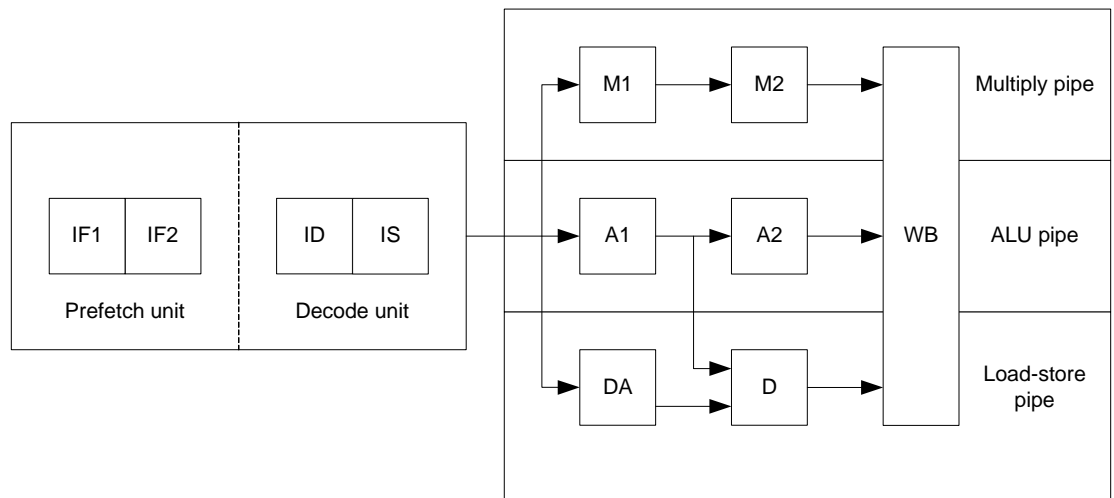 M1
M2
Multiply pipe
IF1
IF2
ID
IS
A1
A2
WB
ALU pipe
Prefetch unit
Decode unit
DA
D
Load-store
pipe